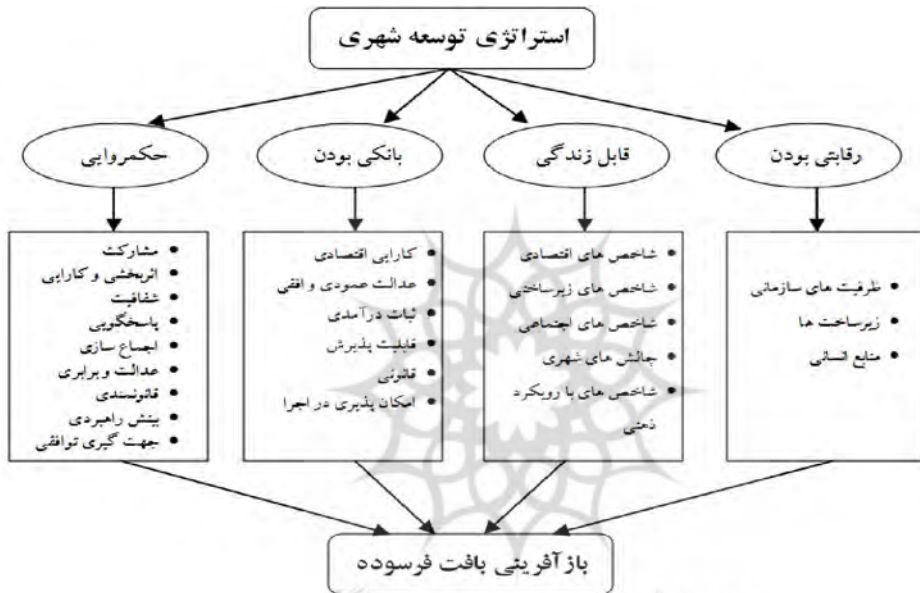 استراتژی توسعه شهری
رقابتی بودن
قابل زندگی
بانکی بودن
حکمروایی
• ظرفیت های سازمانی
• زیرساخت ها
• منابع انسانی
• شاخص های اقتصادی
• شاخص های زیرساختی
• شاخص های اجتماعی
• چالش های شهری
• شاخص های با رویکرد
ذهنی
• کارایی اقتصادی
• عدالت عمودی و افقی
• ثبات درآمدی
• قابلیت پذیرش
• قانونی
• امکان پذیری در اجرا
• مشارکت
• اثربخشی و کارایی
• شفافیت
• پاسخگویی
• اجماع سازی
• عدالت و برابری
• قانونمندی
• بینش راهبردی
• جهت گیری توافقی
بازآفرینی بافت فرسوده